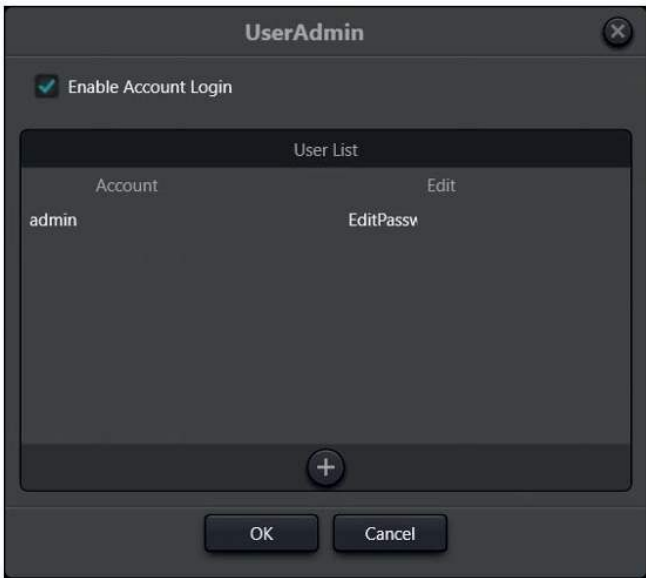 UserAdmin
Enable Account Login
User List
Account Edit
admin EditPassw
OK Cancel